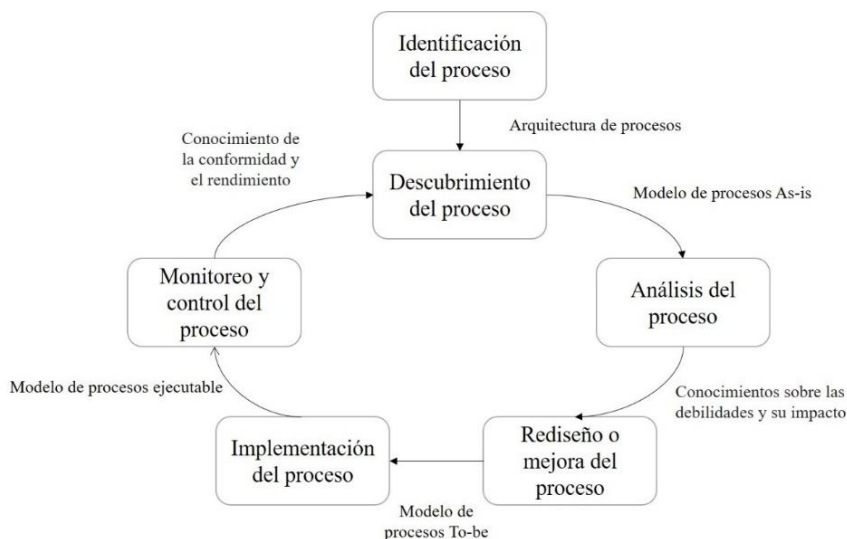 Identificación
del proceso
Arquitectura de procesos
Conocimiento de
la conformidad y
el rendimiento
Descubrimiento
del proceso
Modelo de procesos As-is
Monitoreo y
control del
proceso
Análisis del
proceso
Modelo de procesos ejecutable
Conocimientos sobre las
debilidades y su impacto
Implementación
del proceso
Rediseño o
mejora del
proceso
Modelo de
procesos To-be